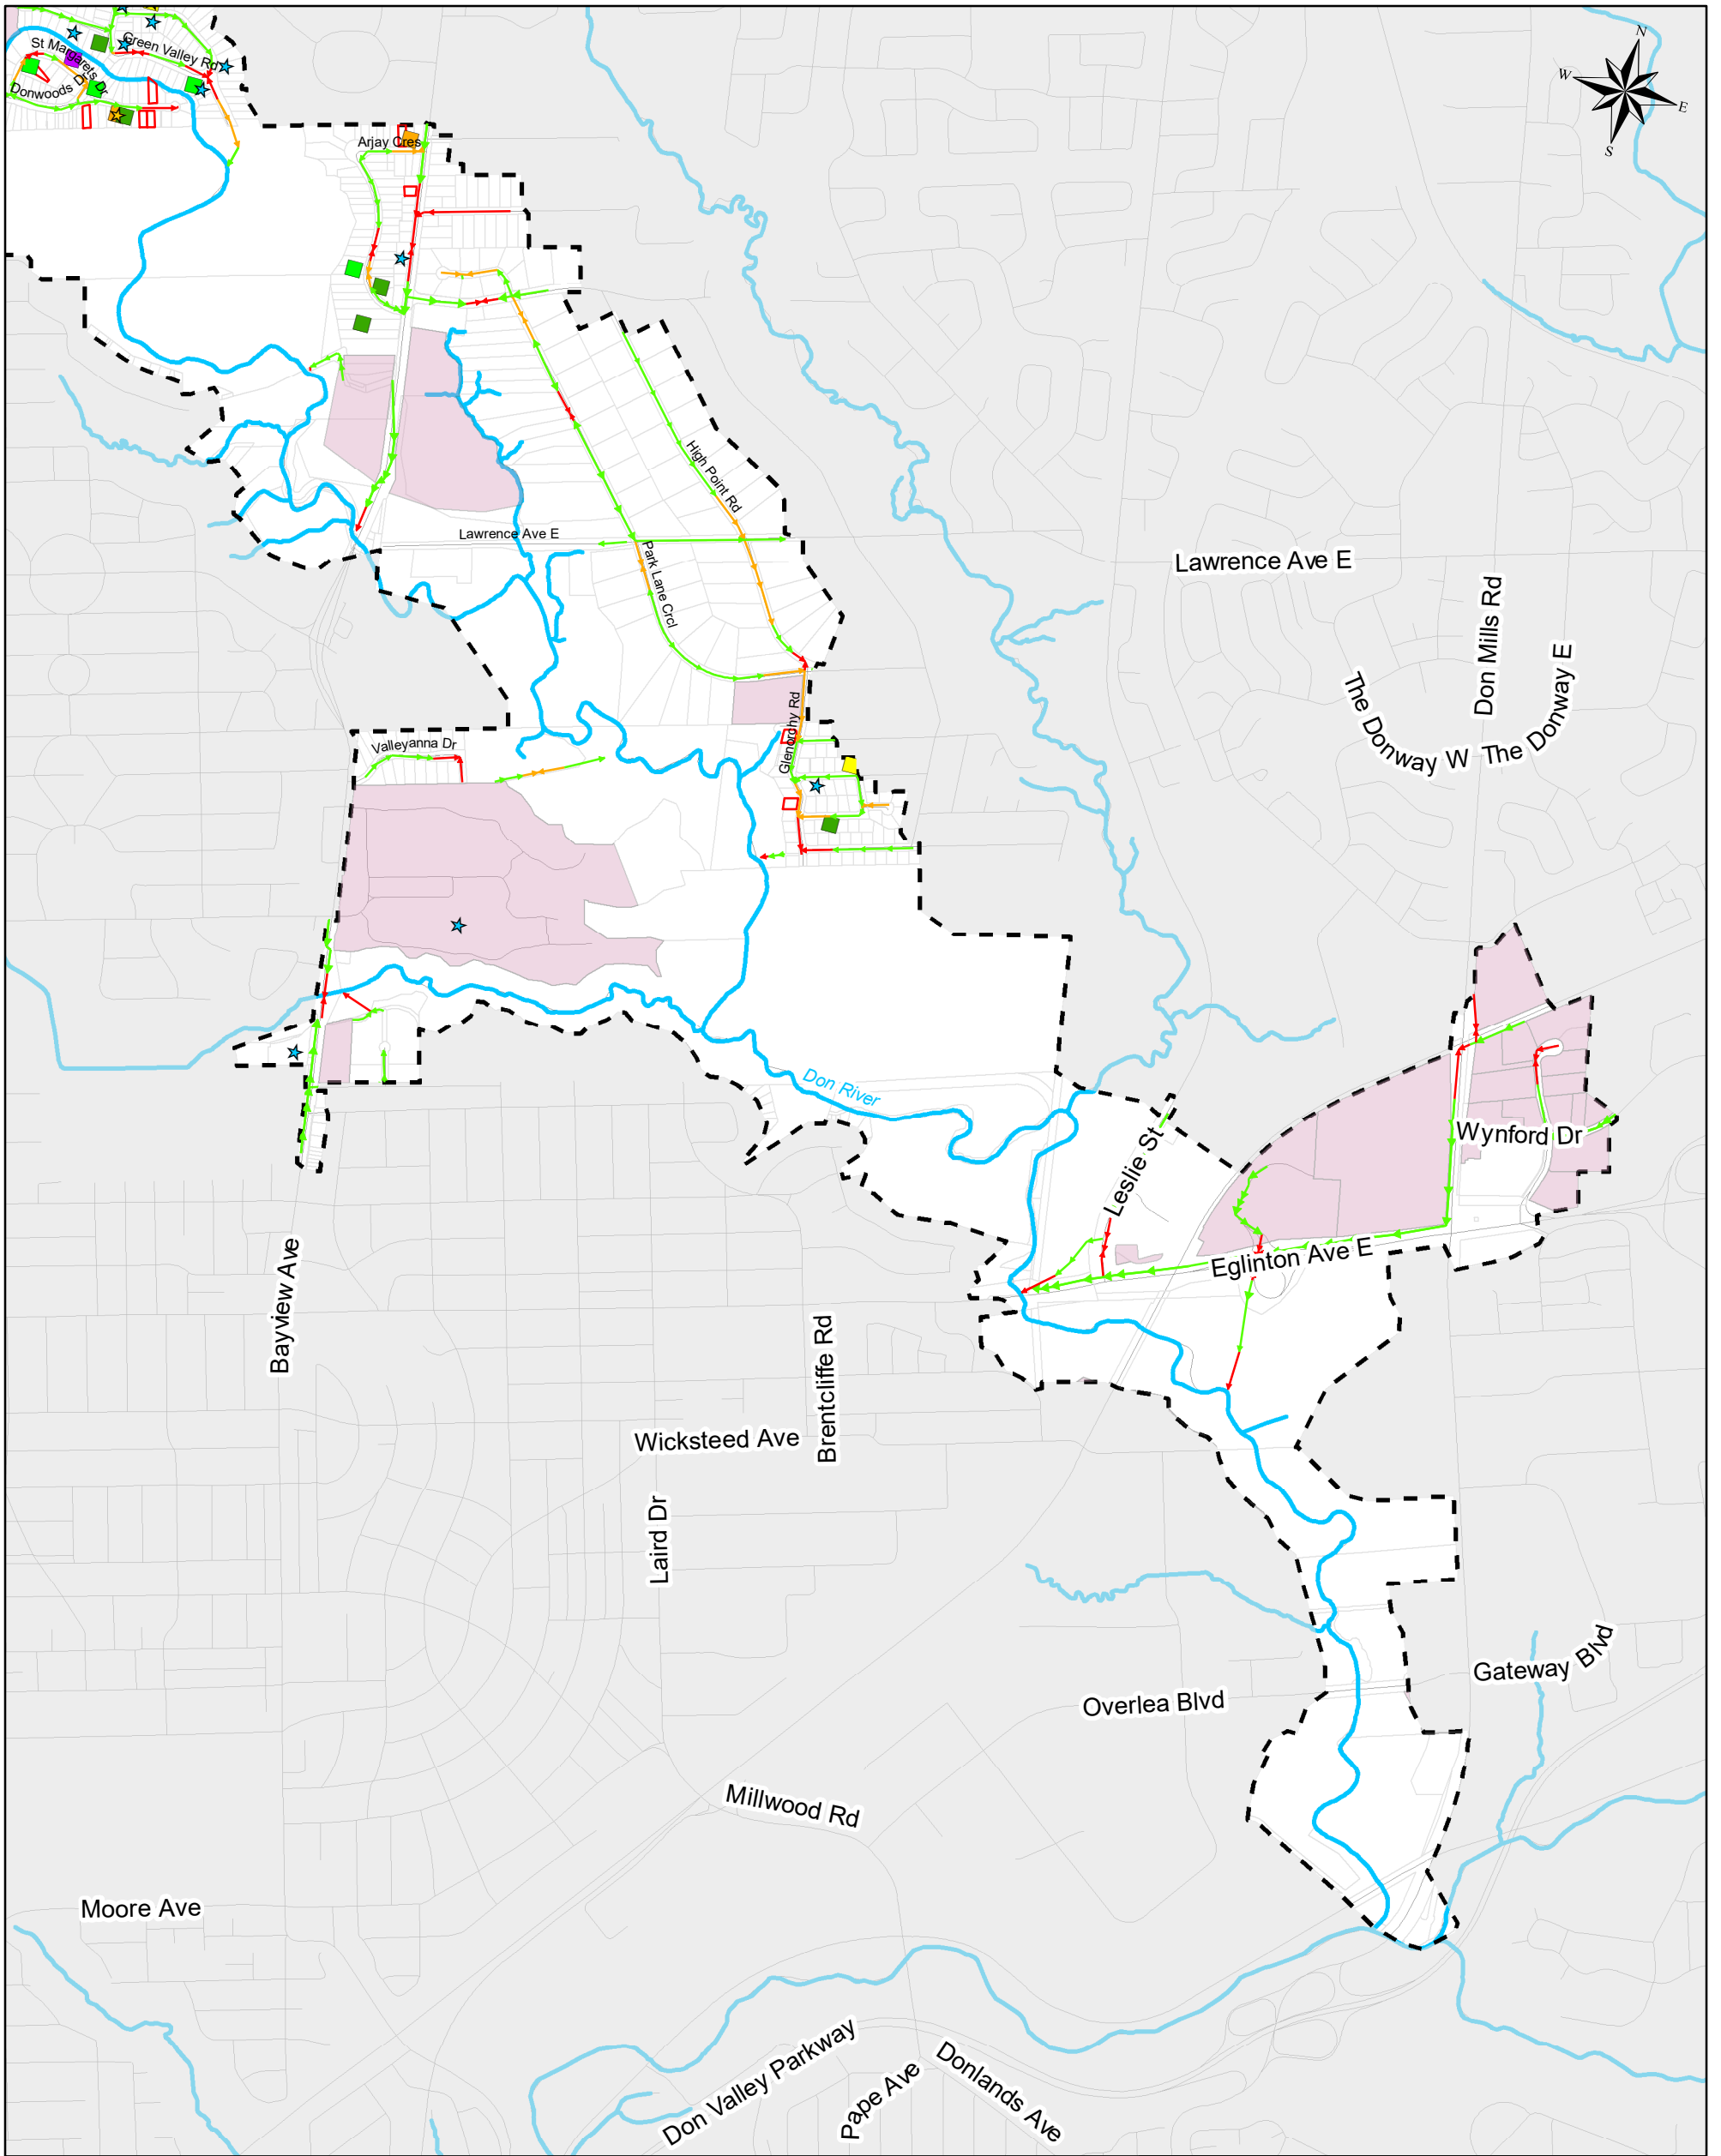 Green Valley Rd
St Margarets Dr
Donwoods Dr
N
W
E
S
Arjay Cres
High Point Rd
Lawrence Ave E
Park Lane Crcl
Lawrence Ave E
Don Mills Rd
The Donway W
The Donway E
Glenorchy Rd
Valleyanna Dr
Don River
Wynford Dr
Leslie St
Eglinton Ave E
Bayview Ave
Brentcliffe Rd
Wicksteed Ave
Laird Dr
Gateway Blvd
Overlea Blvd
Millwood Rd
Moore Ave
Don Valley Parkway
Pape Ave
Donlands Ave